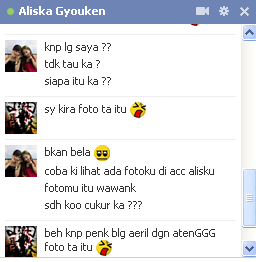 Aliska Gyouken
knp lg saya ??
tdk tau ka ?
siapa itu ka ??
sy kira foto ta itu
bkan bela
coba ki lihat ada fotoku di acc alisku
fotomu itu wawank
sdh koo cukur ka ???
beh knp penk blg aeril dgn atenGGG
foto ta itu